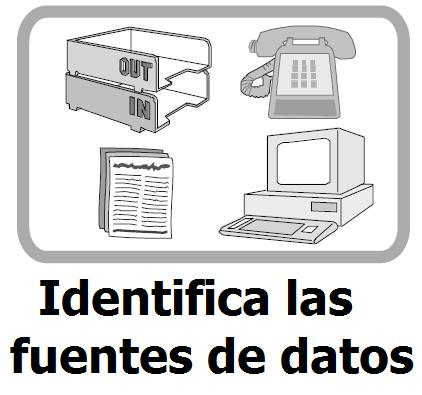 OUT
IN
Identifica las
fuentes de datos